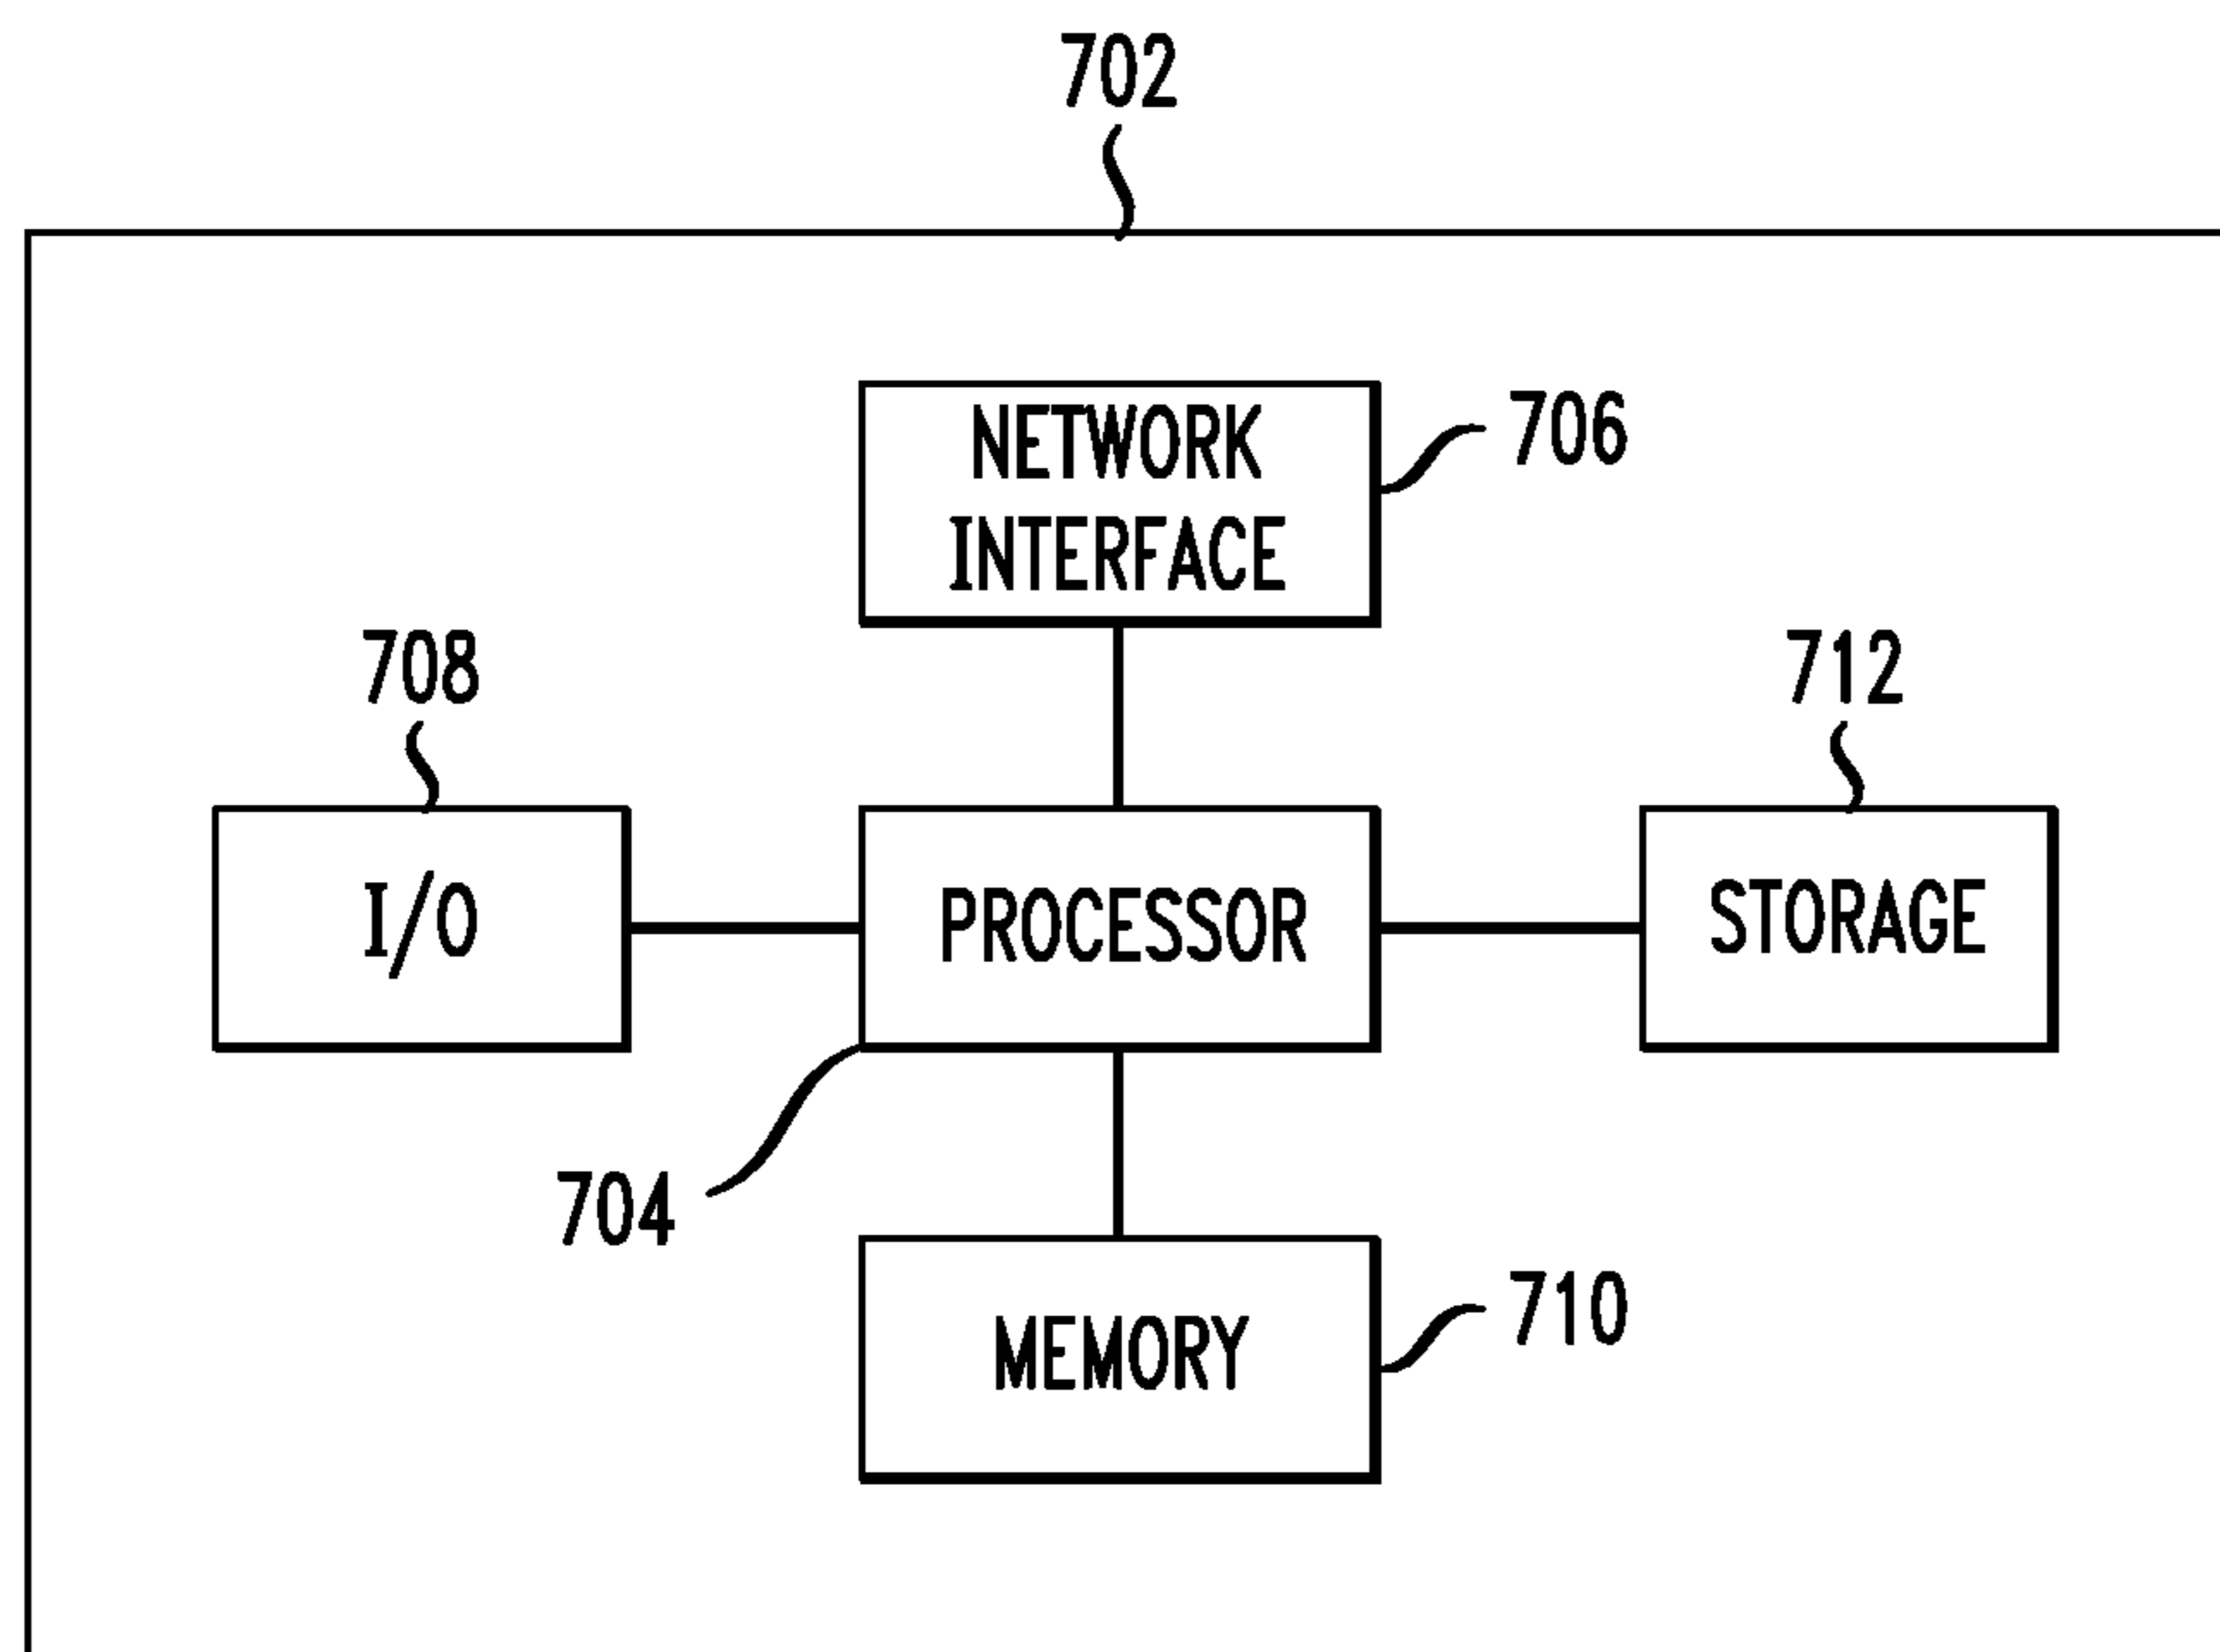 702
NETWORK
INTERFACE
706
708
712
I/O
PROCESSOR
STORAGE
704
MEMORY
710